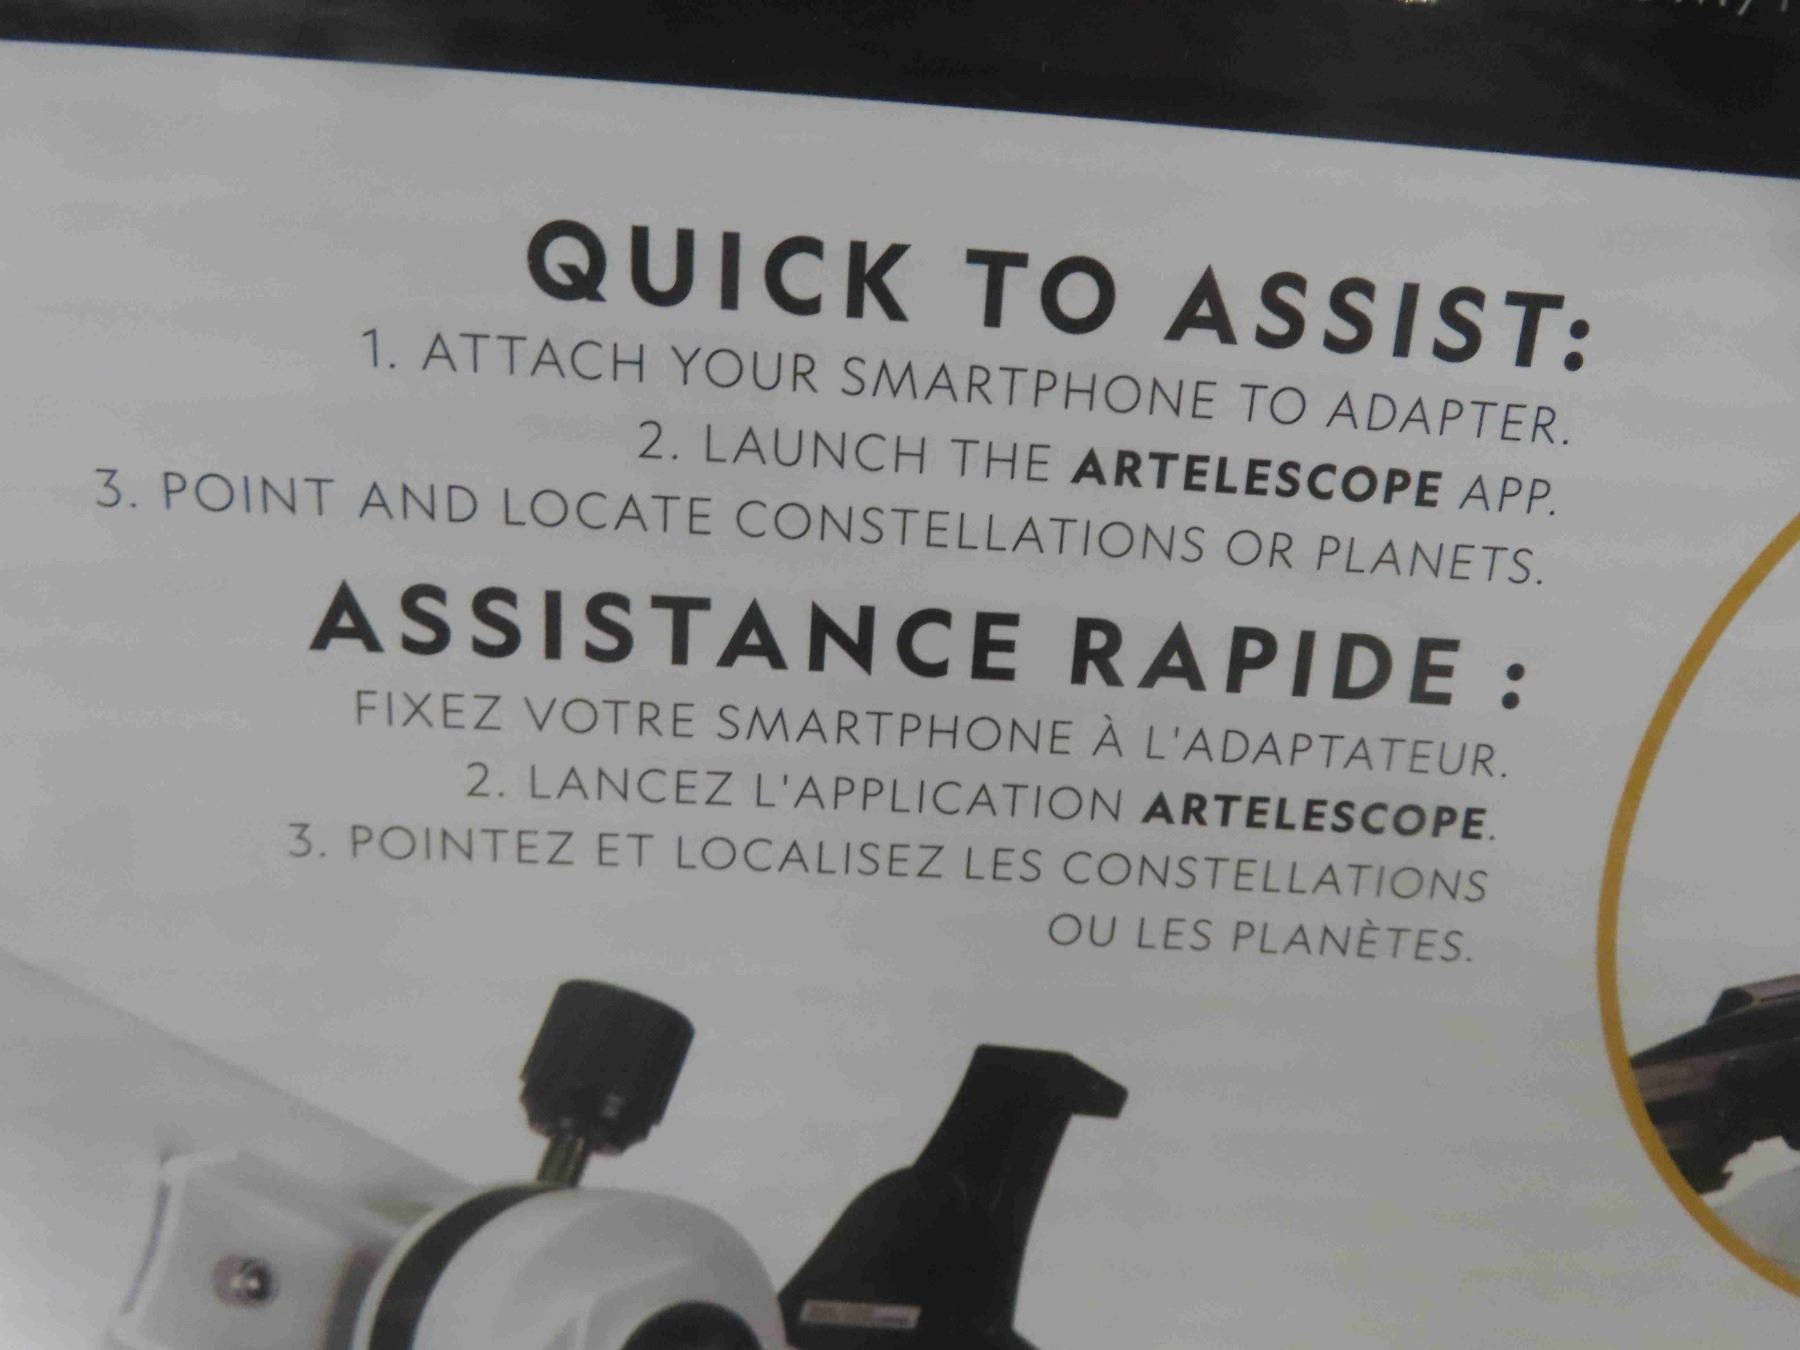 QUICK TO ASSIST:
1. ATTACH YOUR SMARTPHONE TO ADAPTER.
2. LAUNCH THE ARTELESCOPE APP.
3. POINT AND LOCATE CONSTELLATIONS OR PLANETS.
ASSISTANCE RAPIDE :
FIXEZ VOTRE SMARTPHONE À L'ADAPTATEUR.
2. LANCEZ L'APPLICATION ARTELESCOPE.
3. POINTEZ ET LOCALISEZ LES CONSTELLATIONS
OU LES PLANÈTES.